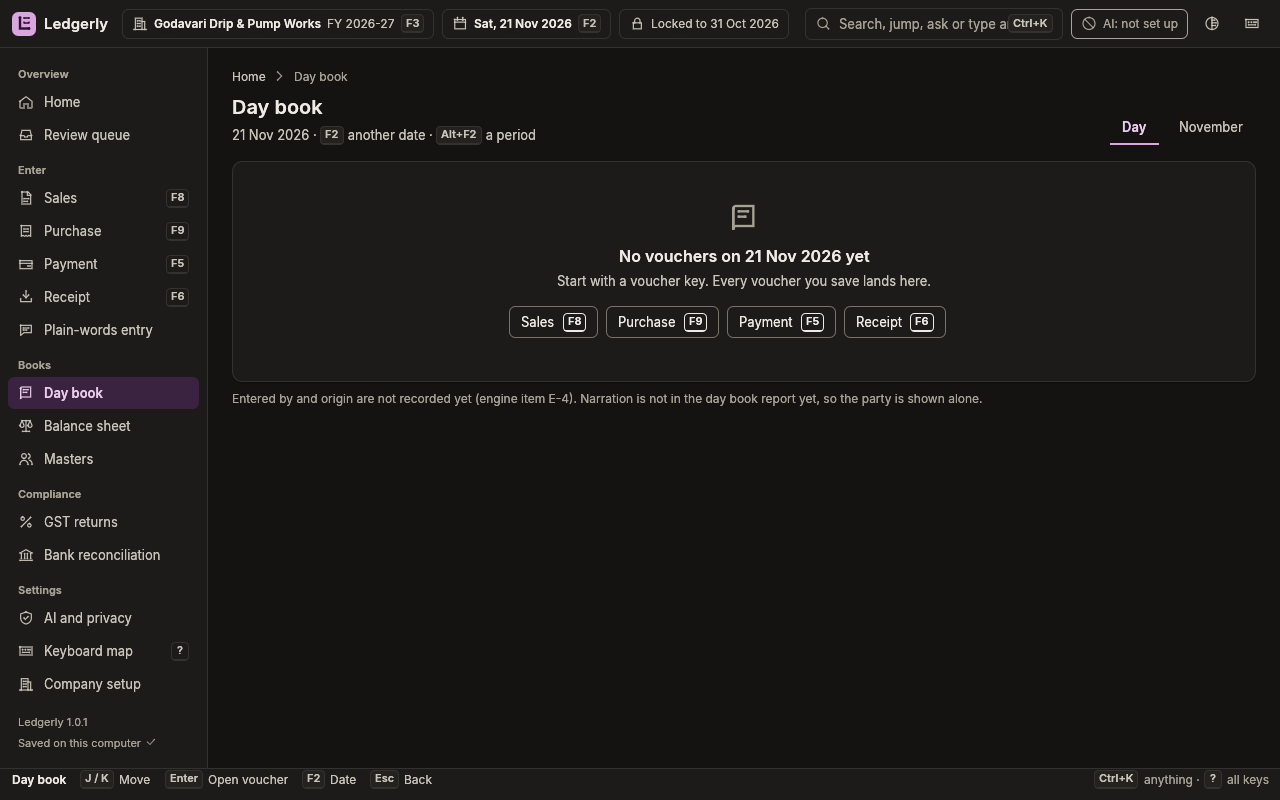 Ledgerly
Godavari Drip & Pump Works FY 2026-27 F3
Sat, 21 Nov 2026 F2
Locked to 31 Oct 2026
Search, jump, ask or type a Ctrl+K
AI: not set up
Overview
Home
Review queue
Enter
Sales F8
Purchase F9
Payment F5
Receipt F6
Plain-words entry
Books
Day book
Balance sheet
Masters
Compliance
GST returns
Bank reconciliation
Settings
AI and privacy
Keyboard map ?
Company setup
Ledgerly 1.0.1
Saved on this computer
Home Day book
Day book
21 Nov 2026 · F2 another date · Alt+F2 a period
Day November
No vouchers on 21 Nov 2026 yet
Start with a voucher key. Every voucher you save lands here.
Sales F8 Purchase F9 Payment F5 Receipt F6
Entered by and origin are not recorded yet (engine item E-4). Narration is not in the day book report yet, so the party is shown alone.
Day book J / K Move Enter Open voucher F2 Date Esc Back
Ctrl+K anything · ? all keys